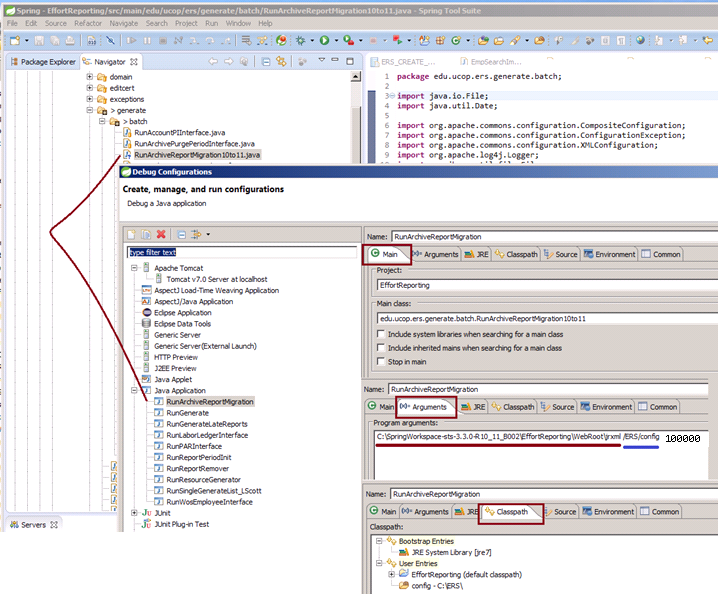 Spring - EffortReporting/src/main/edu/ucop/ers/generate/batch/RunArchiveReportMigration10to11.java - Spring Tool Suite
File Edit Source Refactor Navigate Search Project Run Window Help
Package Explorer
Navigator
domain
editcert
exceptions
> generate
> batch
RunAccountPIInterface.java
RunArchivePurgePeriodInterface.java
RunArchiveReportMigration10to11.java
ERS_CREATE_...
EmpSearchIm...
1 package edu.ucop.ers.generate.batch;
2
3 import java.io.File;
4 import java.util.Date;
5
6 import org.apache.commons.configuration.CompositeConfiguration;
7 import org.apache.commons.configuration.ConfigurationException;
8 import org.apache.commons.configuration.XMLConfiguration;
9 import org.apache.log4j.Logger;
Debug Configurations
Create, manage, and run configurations
Debug a Java application
type filter text
Apache Tomcat
Tomcat v7.0 Server at localhost
AspectJ Load-Time Weaving Application
AspectJ/Java Application
Eclipse Application
Eclipse Data Tools
Generic Server
Generic Server(External Launch)
HTTP Preview
J2EE Preview
Java Applet
Java Application
RunArchiveReportMigration
RunGenerate
RunGenerateLateReports
RunLaborLedgerInterface
RunPARInterface
RunReportPeriodInit
RunReportRemover
RunResourceGenerator
RunSingleGenerateList_LScott
RunWosEmployeeInterface
JUnit
JUnit Plug-in Test
Servers
Name: RunArchiveReportMigration
Main Arguments JRE Classpath Source Environment Common
Project:
EffortReporting
Main class:
edu.ucop.ers.generate.batch.RunArchiveReportMigration10to11
Include system libraries when searching for a main class
Include inherited mains when searching for a main class
Stop in main
Name: RunArchiveReportMigration
Main Arguments JRE Classpath Source Environment Common
Program arguments:
C:\SpringWorkspace-sts-3.3.0-R10_11_B002\EffortReporting\WebRoot\jrxml /ERS/config 100000
Name: RunArchiveReportMigration
Main Arguments JRE Classpath Source Environment Common
Classpath:
Bootstrap Entries
JRE System Library [jre7]
User Entries
EffortReporting (default classpath)
config - C:\ERS\